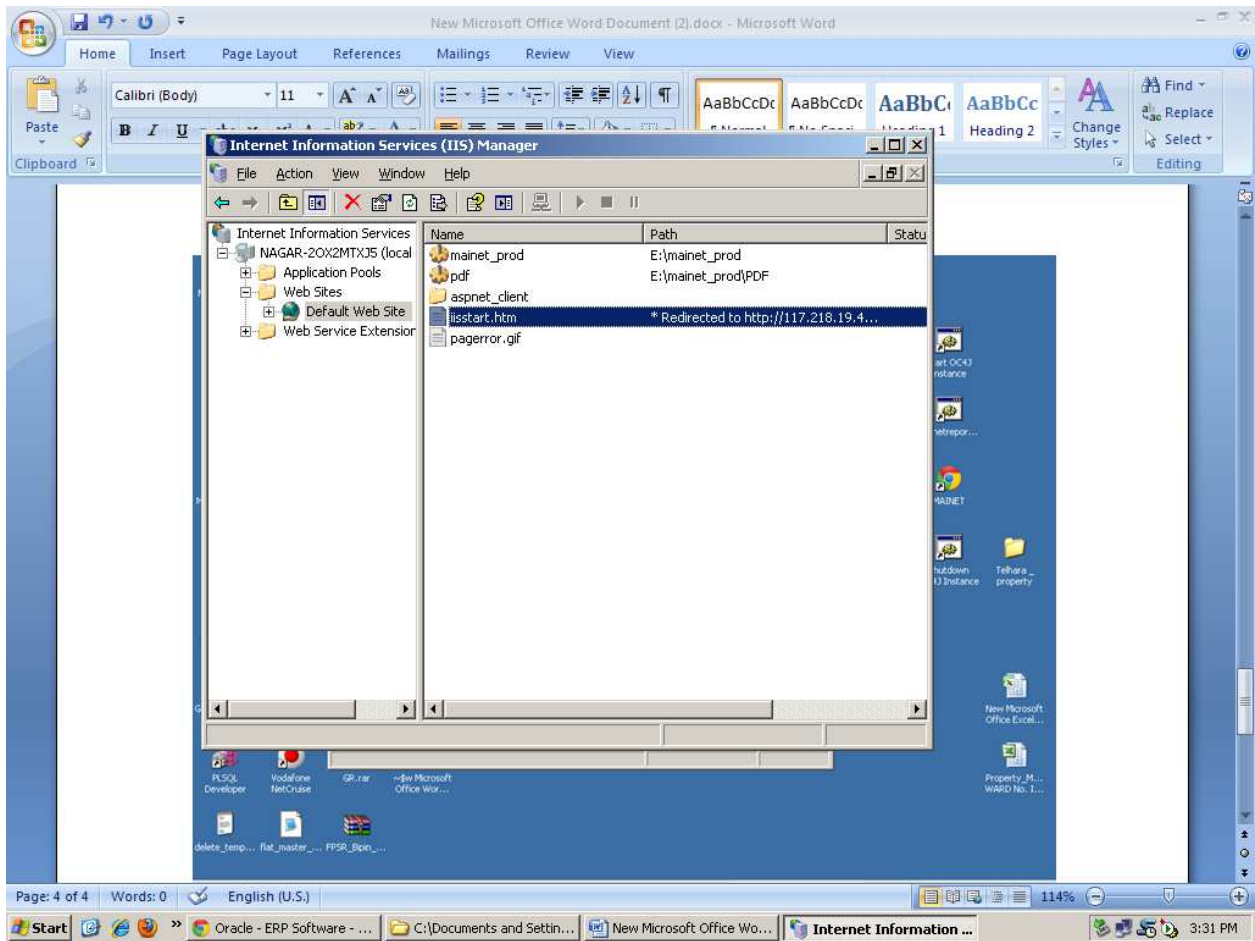 New Microsoft Office Word Document (2).docx - Microsoft Word
Home Insert Page Layout References Mailings Review View
Paste
Clipboard
Calibri (Body) 11
B I U
AaBbCcDc AaBbCcDc AaBbC AaBbCc
Heading 2
Change Styles
Find
Replace
Select
Editing
Internet Information Services (IIS) Manager
File Action View Window Help
Internet Information Services
NAGAR-2OX2MTXJ5 (local
Application Pools
Web Sites
Default Web Site
Web Service Extension
Name Path Statu
mainet_prod E:\mainet_prod
pdf E:\mainet_prod\PDF
aspnet_client
iisstart.htm * Redirected to http://117.218.19.4...
pagerror.gif
MAINET
Telhara_
property
New Microsoft
Office Excel...
Property_M...
WARD No. 1...
PLSQL
Developer
Vodafone
NetCruise
GR.rar
~$w Microsoft
Office Wor...
delete_temp... flat_master_... FPSR_Bipin_...
Page: 4 of 4 Words: 0 English (U.S.) 114%
Start Oracle - ERP Software - ... C:\Documents and Settin... New Microsoft Office Wo... Internet Information ... 3:31 PM